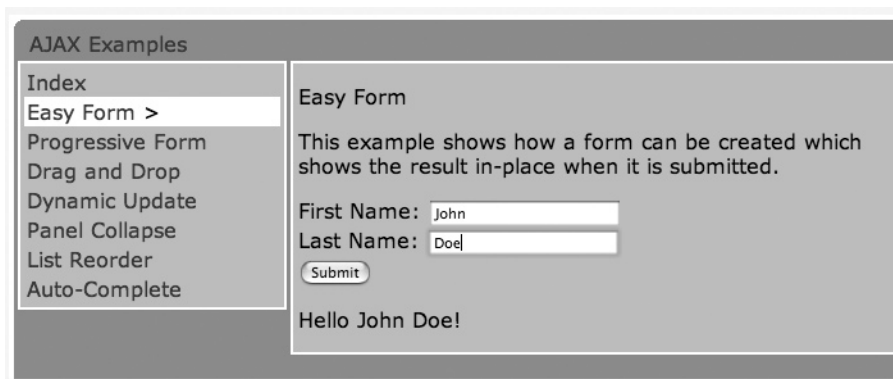 AJAX Examples
Index
Easy Form >
Progressive Form
Drag and Drop
Dynamic Update
Panel Collapse
List Reorder
Auto-Complete
Easy Form
This example shows how a form can be created which
shows the result in-place when it is submitted.
First Name: John
Last Name: Doe
Submit
Hello John Doe!